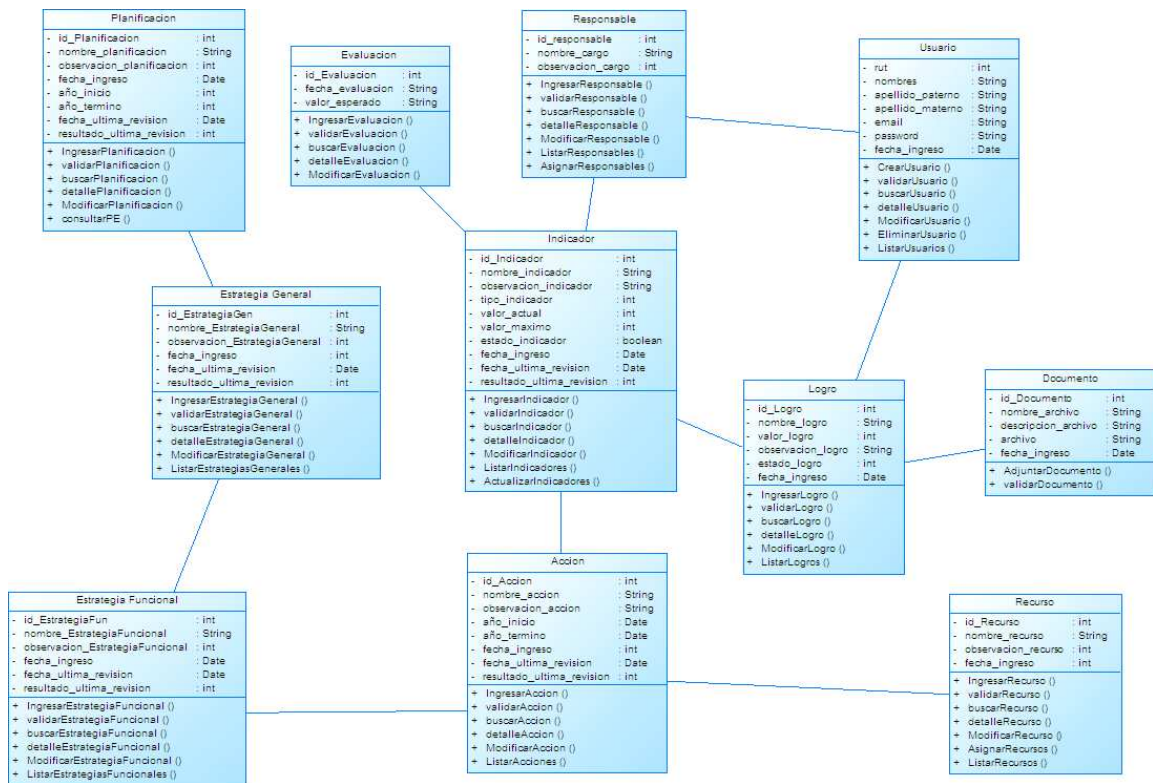 Planificacion
- id_Planificacion : int
- nombre_planificacion : String
- observacion_planificacion : int
- fecha_ingreso : Date
- año_inicio : int
- año_termino : int
- fecha_ultima_revision : Date
- resultado_ultima_revision : int
+ IngresarPlanificacion ()
+ validarPlanificacion ()
+ buscarPlanificacion ()
+ detallePlanificacion ()
+ ModificarPlanificacion ()
+ consultarPE ()
Evaluacion
- id_Evaluacion : int
- fecha_evaluacion : String
- valor_esperado : String
+ IngresarEvaluacion ()
+ validarEvaluacion ()
+ buscarEvaluacion ()
+ detalleEvaluacion ()
+ ModificarEvaluacion ()
Responsable
- id_responsable : int
- nombre_cargo : String
- observacion_cargo : int
+ IngresarResponsable ()
+ validarResponsable ()
+ buscarResponsable ()
+ detalleResponsable ()
+ ModificarResponsable ()
+ ListarResponsables ()
+ AsignarResponsables ()
Usuario
- rut : int
- nombres : String
- apellido_paterno : String
- apellido_materno : String
- email : String
- password : String
- fecha_ingreso : Date
+ CrearUsuario ()
+ validarUsuario ()
+ buscarUsuario ()
+ detalleUsuario ()
+ ModificarUsuario ()
+ EliminarUsuario ()
+ ListarUsuarios ()
Estrategia General
- id_EstrategiaGen : int
- nombre_EstrategiaGeneral : String
- observacion_EstrategiaGeneral : int
- fecha_ingreso : int
- fecha_ultima_revision : Date
- resultado_ultima_revision : int
+ IngresarEstrategiaGeneral ()
+ validarEstrategiaGeneral ()
+ buscarEstrategiaGeneral ()
+ detalleEstrategiaGeneral ()
+ ModificarEstrategiaGeneral ()
+ ListarEstrategiasGenerales ()
Indicador
- id_Indicador : int
- nombre_indicador : String
- observacion_indicador : String
- tipo_indicador : int
- valor_actual : int
- valor_maximo : int
- estado_indicador : boolean
- fecha_ingreso : Date
- fecha_ultima_revision : Date
- resultado_ultima_revision : int
+ IngresarIndicador ()
+ validarIndicador ()
+ buscarIndicador ()
+ detalleIndicador ()
+ ModificarIndicador ()
+ ListarIndicadores ()
+ ActualizarIndicadores ()
Logro
- id_Logro : int
- nombre_logro : String
- valor_logro : int
- observacion_logro : String
- estado_logro : int
- fecha_ingreso : Date
+ IngresarLogro ()
+ validarLogro ()
+ buscarLogro ()
+ detalleLogro ()
+ ModificarLogro ()
+ ListarLogros ()
Documento
- id_Documento : int
- nombre_archivo : String
- descripcion_archivo : String
- archivo : String
- fecha_ingreso : Date
+ AdjuntarDocumento ()
+ validarDocumento ()
Estrategia Funcional
- id_EstrategiaFun : int
- nombre_EstrategiaFuncional : String
- observacion_EstrategiaFuncional : int
- fecha_ingreso : Date
- fecha_ultima_revision : Date
- resultado_ultima_revision : int
+ IngresarEstrategiaFuncional ()
+ validarEstrategiaFuncional ()
+ buscarEstrategiaFuncional ()
+ detalleEstrategiaFuncional ()
+ ModificarEstrategiaFuncional ()
+ ListarEstrategiasFuncionales ()
Accion
- id_Accion : int
- nombre_accion : String
- observacion_accion : String
- año_inicio : Date
- año_termino : Date
- fecha_ingreso : int
- fecha_ultima_revision : Date
- resultado_ultima_revision : int
+ IngresarAccion ()
+ validarAccion ()
+ buscarAccion ()
+ detalleAccion ()
+ ModificarAccion ()
+ ListarAcciones ()
Recurso
- id_Recurso : int
- nombre_recurso : String
- observacion_recurso : int
- fecha_ingreso : int
+ IngresarRecurso ()
+ validarRecurso ()
+ buscarRecurso ()
+ detalleRecurso ()
+ ModificarRecurso ()
+ AsignarRecursos ()
+ ListarRecursos ()